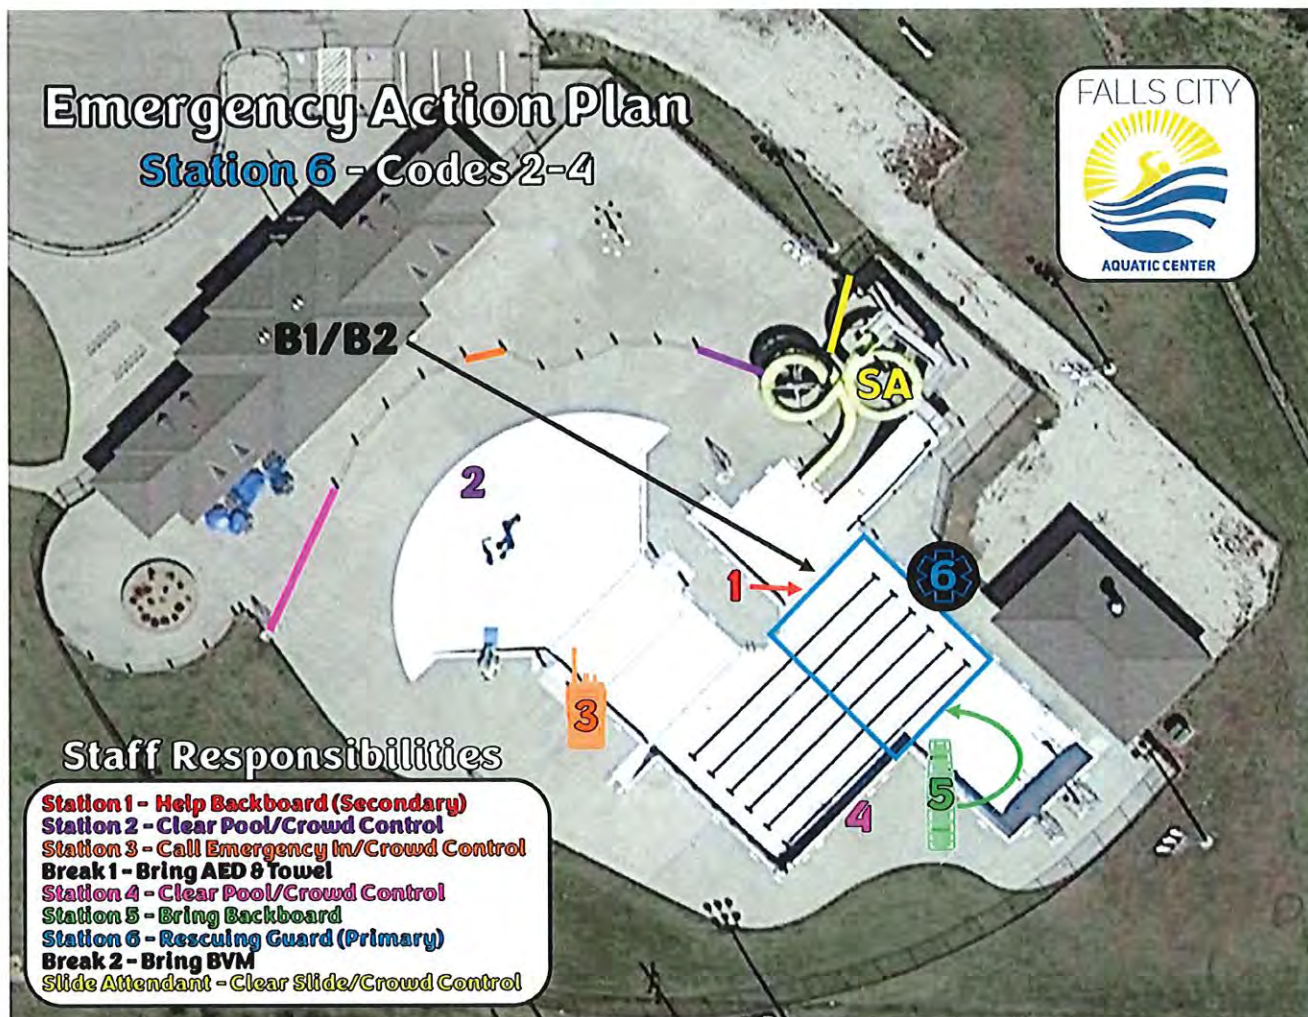 Emergency Action Plan
Station 6 - Codes 2-4
FALLS CITY
AQUATIC CENTER
B1/B2
SA
2
1
6
3
4
5
Staff Responsibilities
Station 1 - Help Backboard (Secondary)
Station 2 - Clear Pool/Crowd Control
Station 3 - Call Emergency In/Crowd Control
Break 1 - Bring AED & Towel
Station 4 - Clear Pool/Crowd Control
Station 5 - Bring Backboard
Station 6 - Rescuing Guard (Primary)
Break 2 - Bring BVM
Slide Attendant - Clear Slide/Crowd Control